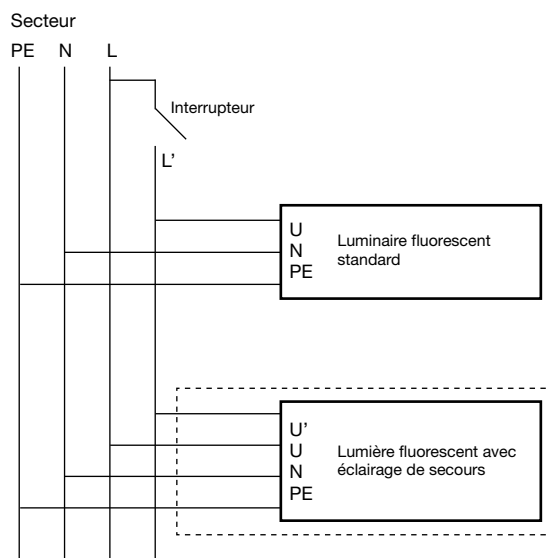 Secteur
PE N L
Interrupteur
L’
U
N
PE
Luminaire fluorescent
standard
U'
U
N
PE
Lumière fluorescent avec
éclairage de secours